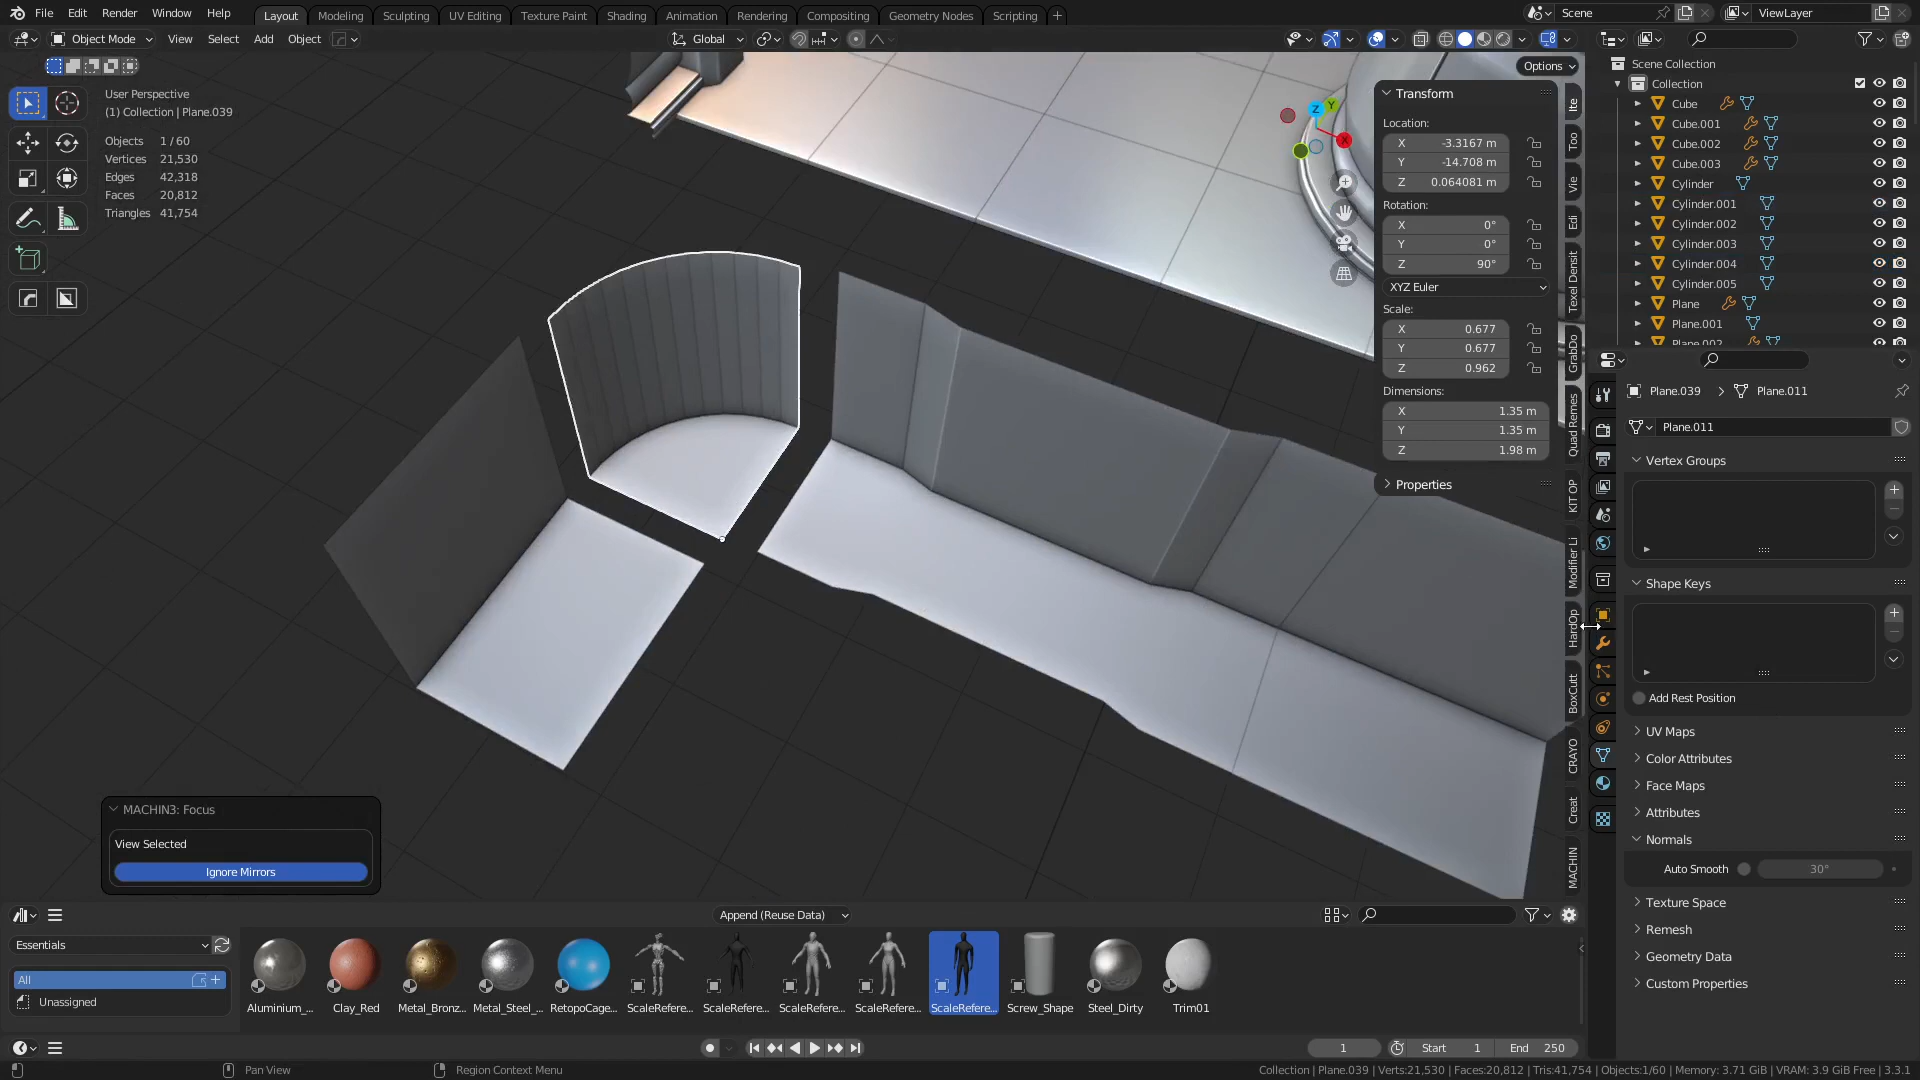 File Edit Render Window Help Layout Modeling Sculpting UV Editing Texture Paint Shading Animation Rendering Compositing Geometry Nodes Scripting + Scene ViewLayer
Object Mode View Select Add Object Global
Options
User Perspective
(1) Collection | Plane.039
Objects 1 / 60
Vertices 21,530
Edges 42,318
Faces 20,812
Triangles 41,754
Z
Y
X
Transform
Location:
X -3.3167 m
Y -14.708 m
Z 0.064081 m
Rotation:
X 0°
Y 0°
Z 90°
XYZ Euler
Scale:
X 0.677
Y 0.677
Z 0.962
Dimensions:
X 1.35 m
Y 1.35 m
Z 1.98 m
Properties
Ite
Too
Vie
Edi
Texel Densit
GrabDo
Quad Remes
KIT OP
Modifier Li
HardOp
BoxCutt
CRAYO
Creat
MACHIN
Scene Collection
Collection
Cube
Cube.001
Cube.002
Cube.003
Cylinder
Cylinder.001
Cylinder.002
Cylinder.003
Cylinder.004
Cylinder.005
Plane
Plane.001
Plane.002
Plane.039 > Plane.011
Plane.011
Vertex Groups
Shape Keys
Add Rest Position
UV Maps
Color Attributes
Face Maps
Attributes
Normals
Auto Smooth 30°
Texture Space
Remesh
Geometry Data
Custom Properties
MACHIN3: Focus
View Selected
Ignore Mirrors
Append (Reuse Data)
Essentials
All
Unassigned
Aluminium_... Clay_Red Metal_Bronz... Metal_Steel_... RetopoCage... ScaleRefere... ScaleRefere... ScaleRefere... ScaleRefere... ScaleRefere... Screw_Shape Steel_Dirty Trim01
1 Start 1 End 250
Pan View Region Context Menu Collection | Plane.039 | Verts:21,530 | Faces:20,812 | Tris:41,754 | Objects:1/60 | Memory: 3.71 GiB | VRAM: 3.9 GiB Free | 3.3.1